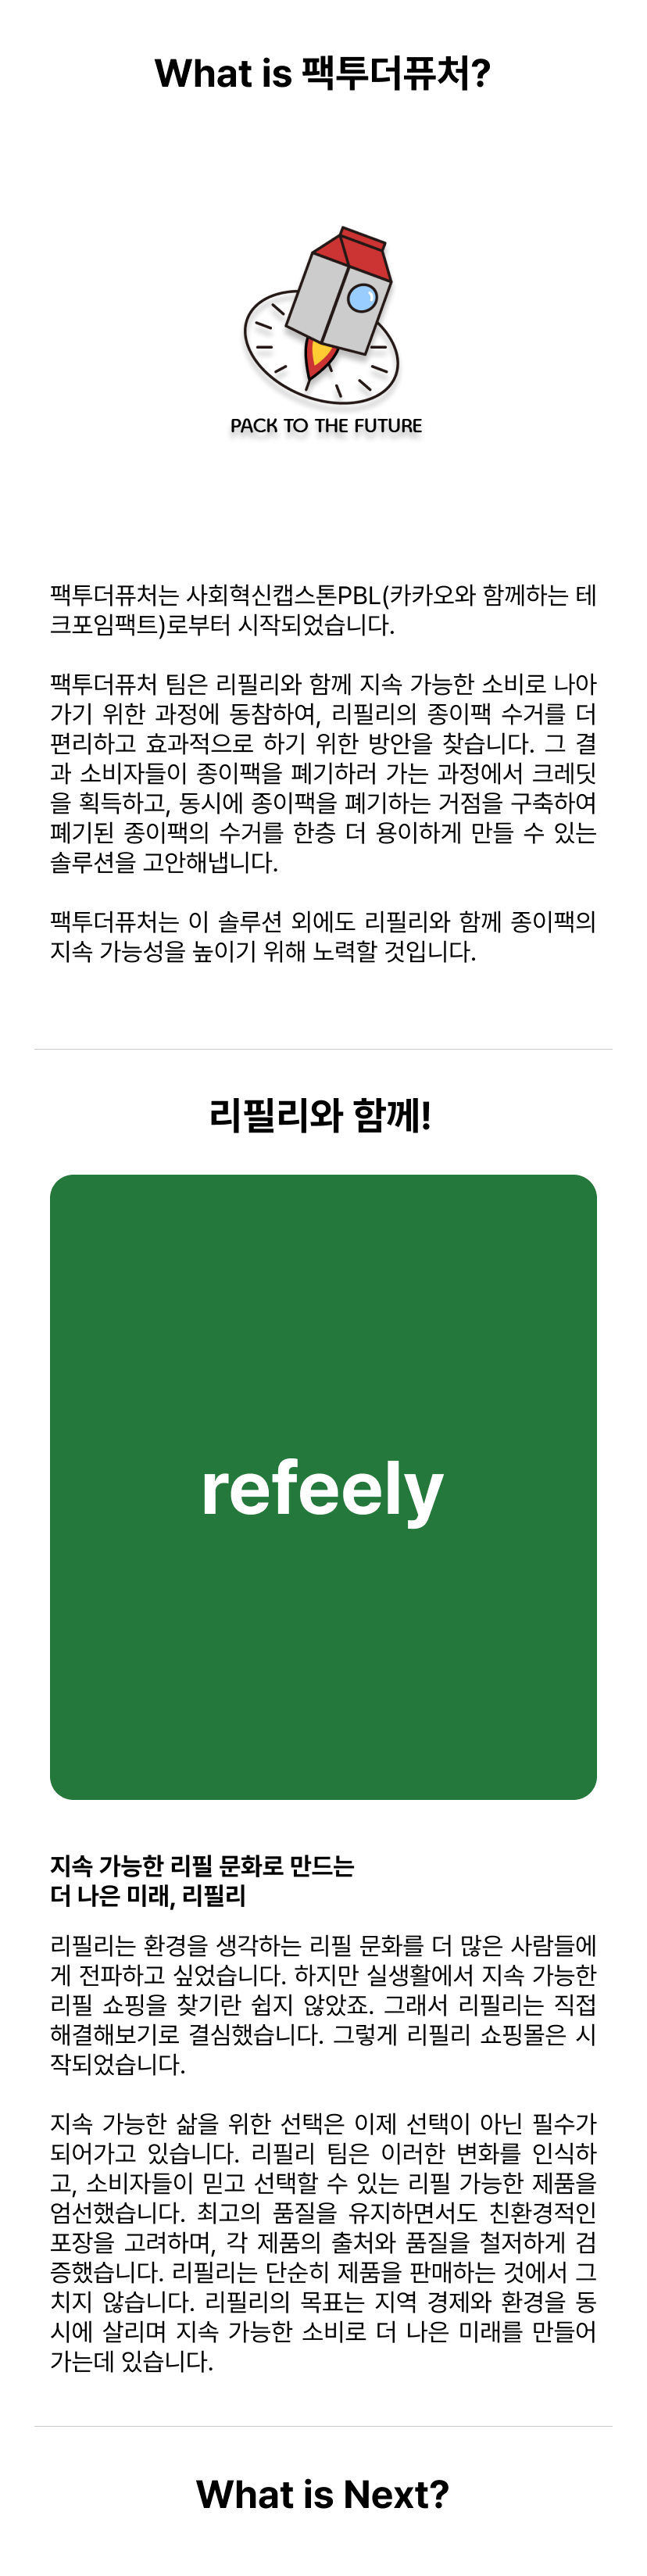 What is 팩투더퓨처?
PACK TO THE FUTURE
팩투더퓨처는 사회혁신캡스톤PBL(카카오와 함께하는 테
크포임팩트)로부터 시작되었습니다.
팩투더퓨처 팀은 리필리와 함께 지속 가능한 소비로 나아
가기 위한 과정에 동참하여, 리필리의 종이팩 수거를 더
편리하고 효과적으로 하기 위한 방안을 찾습니다. 그 결
과 소비자들이 종이팩을 폐기하러 가는 과정에서 크레딧
을 획득하고, 동시에 종이팩을 폐기하는 거점을 구축하여
폐기된 종이팩의 수거를 한층 더 용이하게 만들 수 있는
솔루션을 고안해냅니다.
팩투더퓨처는 이 솔루션 외에도 리필리와 함께 종이팩의
지속 가능성을 높이기 위해 노력할 것입니다.
리필리와 함께!
refeely
지속 가능한 리필 문화로 만드는
더 나은 미래, 리필리
리필리는 환경을 생각하는 리필 문화를 더 많은 사람들에
게 전파하고 싶었습니다. 하지만 실생활에서 지속 가능한
리필 쇼핑을 찾기란 쉽지 않았죠. 그래서 리필리는 직접
해결해보기로 결심했습니다. 그렇게 리필리 쇼핑몰은 시
작되었습니다.
지속 가능한 삶을 위한 선택은 이제 선택이 아닌 필수가
되어가고 있습니다. 리필리 팀은 이러한 변화를 인식하
고, 소비자들이 믿고 선택할 수 있는 리필 가능한 제품을
엄선했습니다. 최고의 품질을 유지하면서도 친환경적인
포장을 고려하며, 각 제품의 출처와 품질을 철저하게 검
증했습니다. 리필리는 단순히 제품을 판매하는 것에서 그
치지 않습니다. 리필리의 목표는 지역 경제와 환경을 동
시에 살리며 지속 가능한 소비로 더 나은 미래를 만들어
가는데 있습니다.
What is Next?